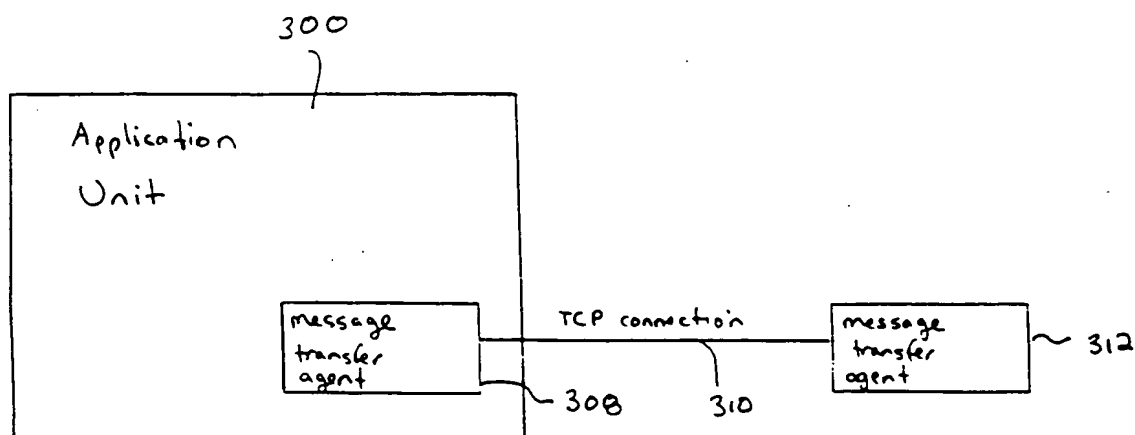 300
Application
Unit
message
transfer
agent
TCP connection
message
transfer
agent
308
310
312